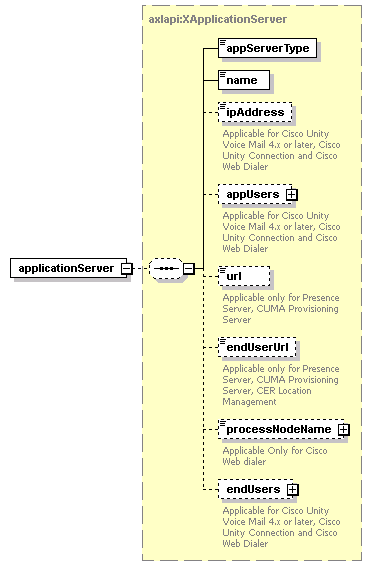 axlapi:XApplicationServer
appServerType
name
ipAddress
Applicable for Cisco Unity
Voice Mail 4.x or later, Cisco
Unity Connection and Cisco
Web Dialer
appUsers
Applicable for Cisco Unity
Voice Mail 4.x or later, Cisco
Unity Connection and Cisco
Web Dialer
applicationServer
url
Applicable only for Presence
Server, CUMA Provisioning
Server
endUserUrl
Applicable only for Presence
Server, CUMA Provisioning
Server, CER Location
Management
processNodeName
Applicable Only for Cisco
Web dialer
endUsers
Applicable for Cisco Unity
Voice Mail 4.x or later, Cisco
Unity Connection and Cisco
Web Dialer